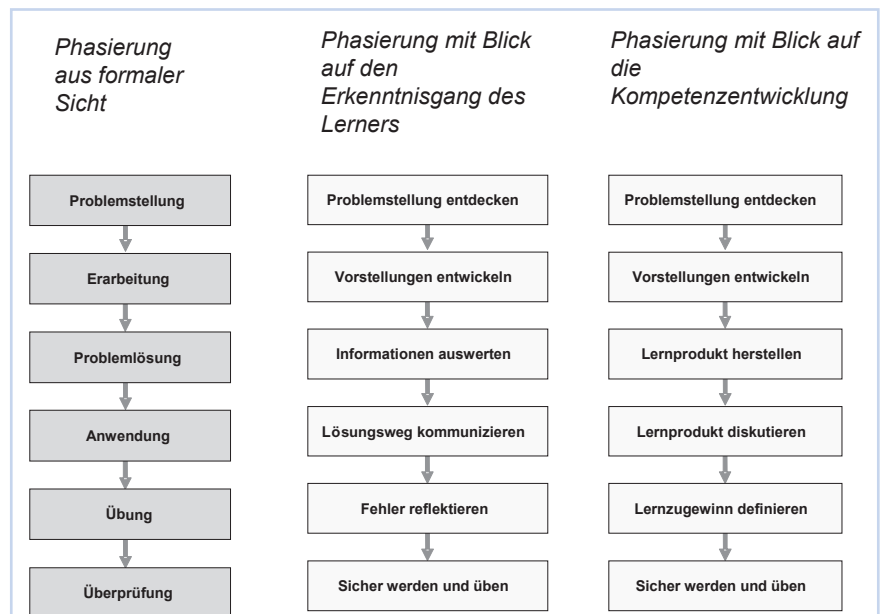 Phasierung
aus formaler
Sicht
Problemstellung
Erarbeitung
Problemlösung
Anwendung
Übung
Überprüfung
Phasierung mit Blick
auf den
Erkenntnisgang des
Lerners
Problemstellung entdecken
Vorstellungen entwickeln
Informationen auswerten
Lösungsweg kommunizieren
Fehler reflektieren
Sicher werden und üben
Phasierung mit Blick auf
die
Kompetenzentwicklung
Problemstellung entdecken
Vorstellungen entwickeln
Lernprodukt herstellen
Lernprodukt diskutieren
Lernzugewinn definieren
Sicher werden und üben